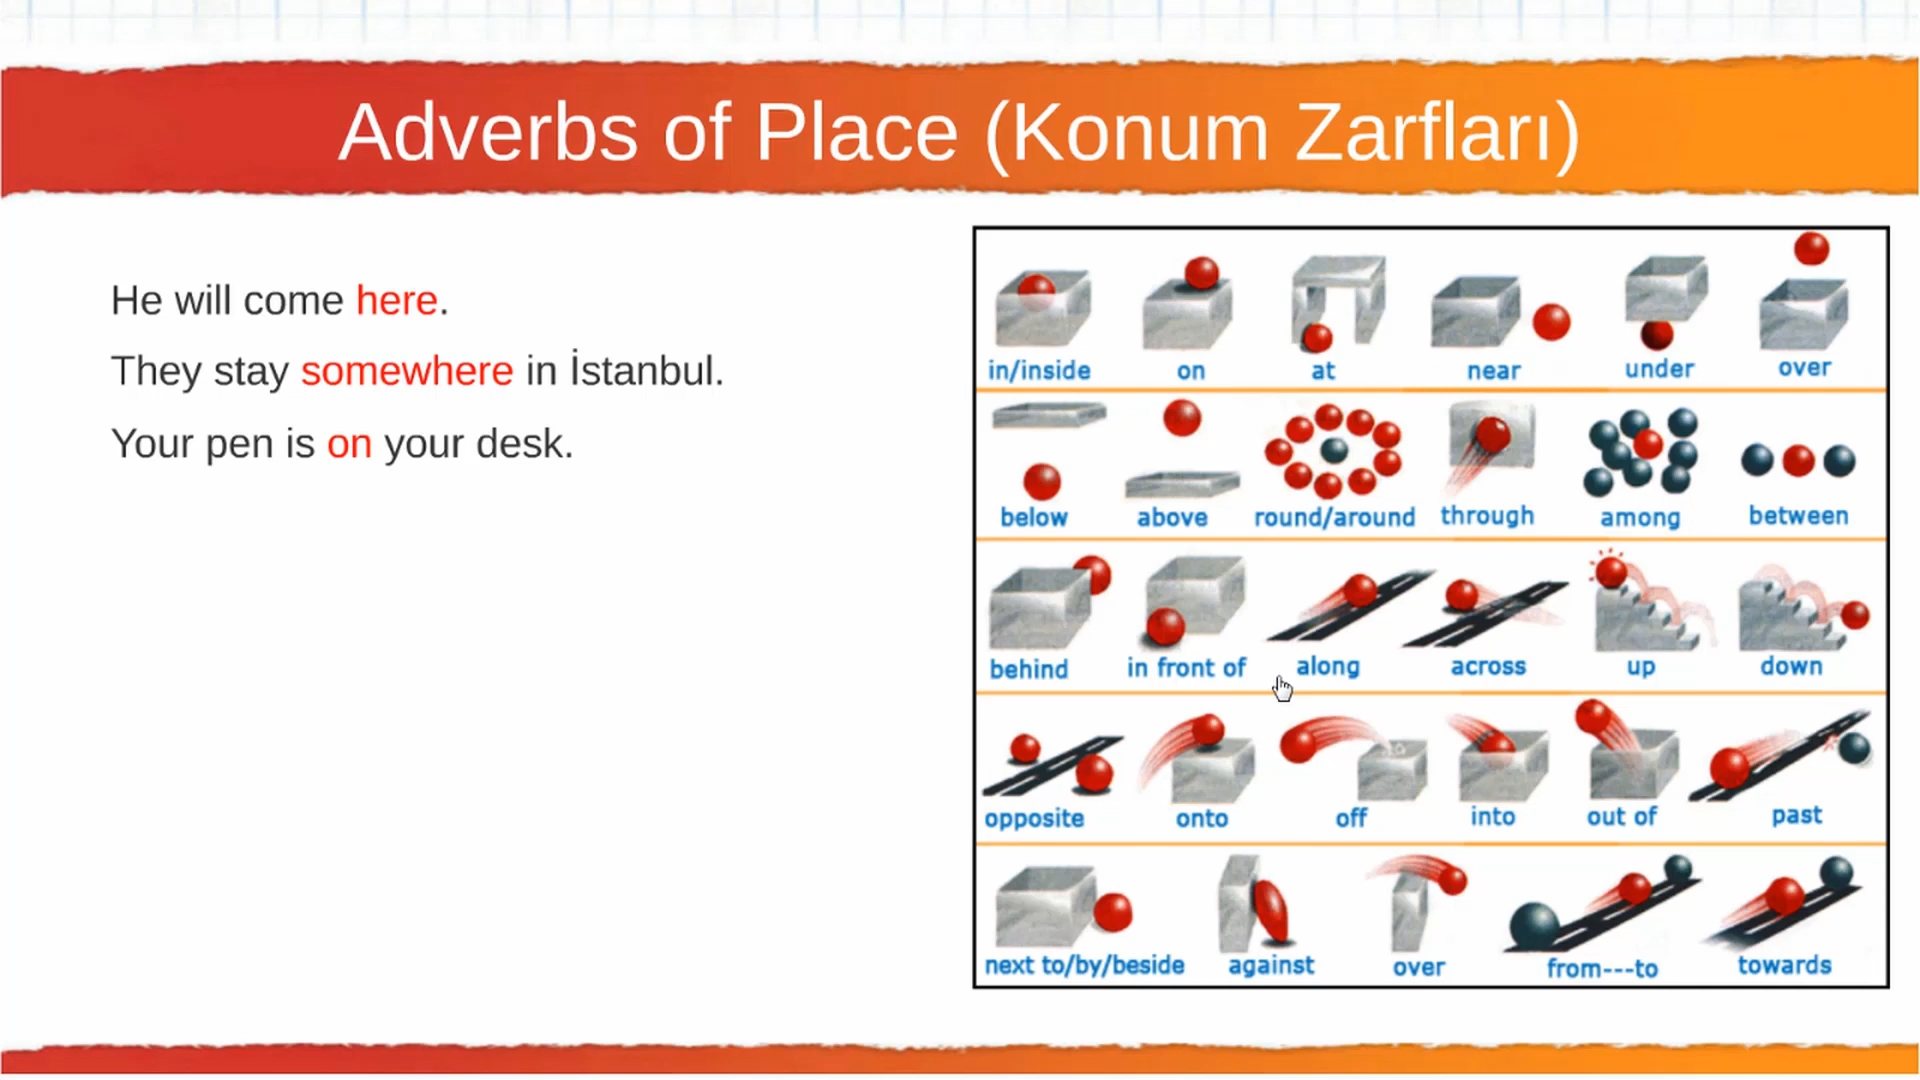 Adverbs of Place (Konum Zarfları)
He will come here.
They stay somewhere in İstanbul.
Your pen is on your desk.
in/inside on at near under over
below above round/around through among between
behind in front of along across up down
opposite onto off into out of past
next to/by/beside against over from---to towards